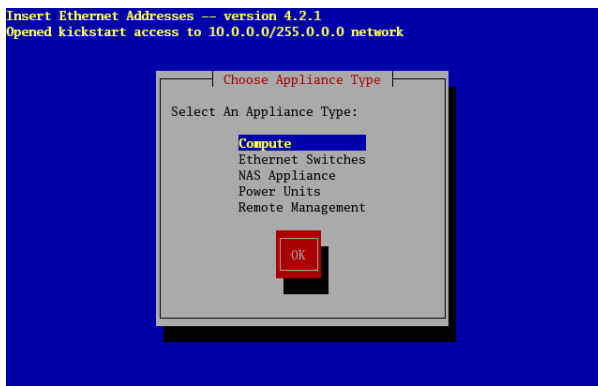 Insert Ethernet Addresses -- version 4.2.1
Opened kickstart access to 10.0.0.0/255.0.0.0 network
Choose Appliance Type
Select An Appliance Type:
Compute
Ethernet Switches
NAS Appliance
Power Units
Remote Management
OK